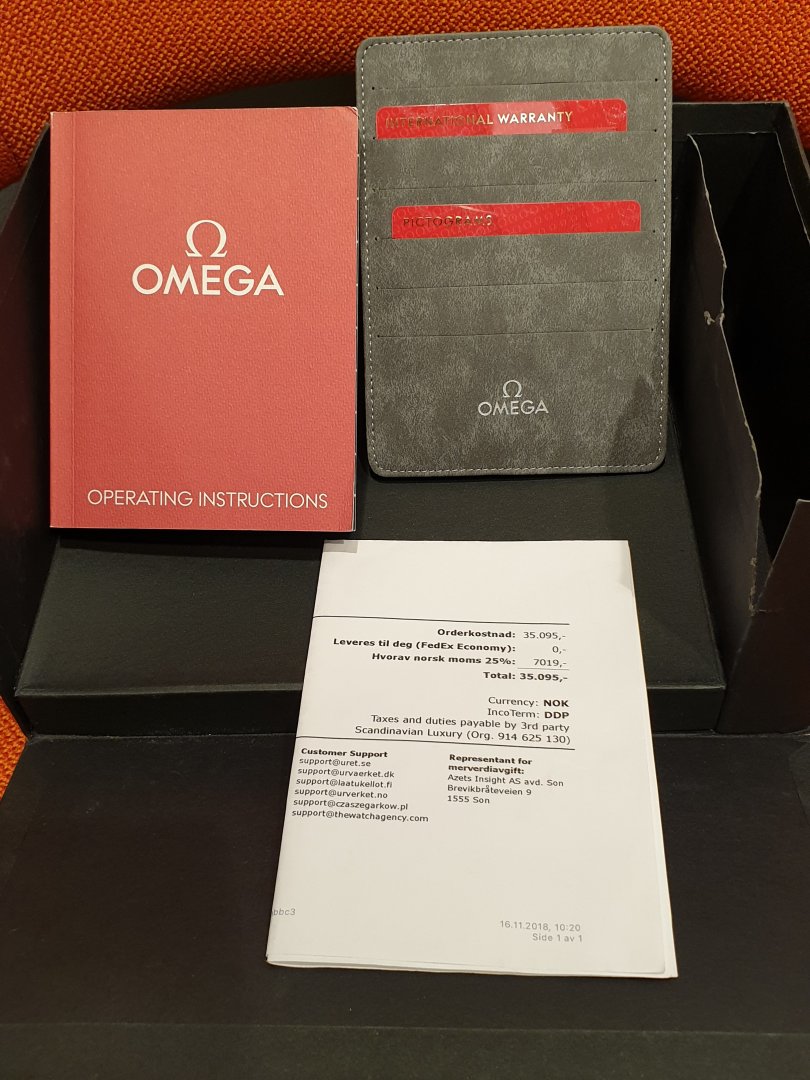 Ω
OMEGA
OPERATING INSTRUCTIONS
INTERNATIONAL WARRANTY
PICTOGRAMS
Ω
OMEGA
Orderkostnad: 35.095,-
Leveres til deg (FedEx Economy): 0,-
Hvorav norsk moms 25%: 7019,-
Total: 35.095,-
Currency: NOK
IncoTerm: DDP
Taxes and duties payable by 3rd party
Scandinavian Luxury (Org. 914 625 130)
Customer Support
support@uret.se
support@urvaerket.dk
support@laatukellot.fi
support@urverket.no
support@czaszegarkow.pl
support@thewatchagency.com
Representant for
merverdiavgift:
Azets Insight AS avd. Son
Brevikbråteveien 9
1555 Son
bbc3
16.11.2018, 10:20
Side 1 av 1